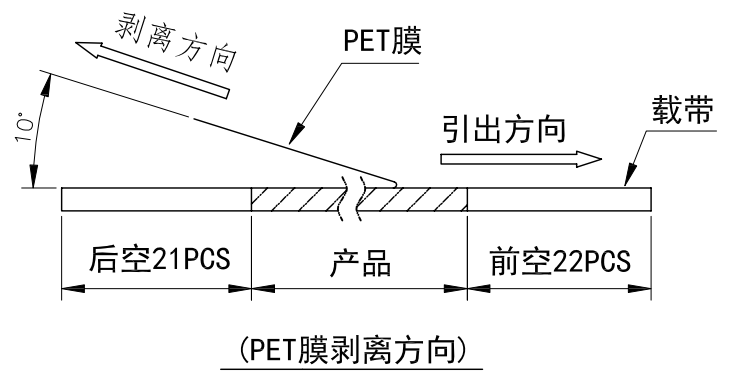 剥离方向
PET膜
10°
引出方向
载带
后空21PCS
产品
前空22PCS
(PET膜剥离方向)